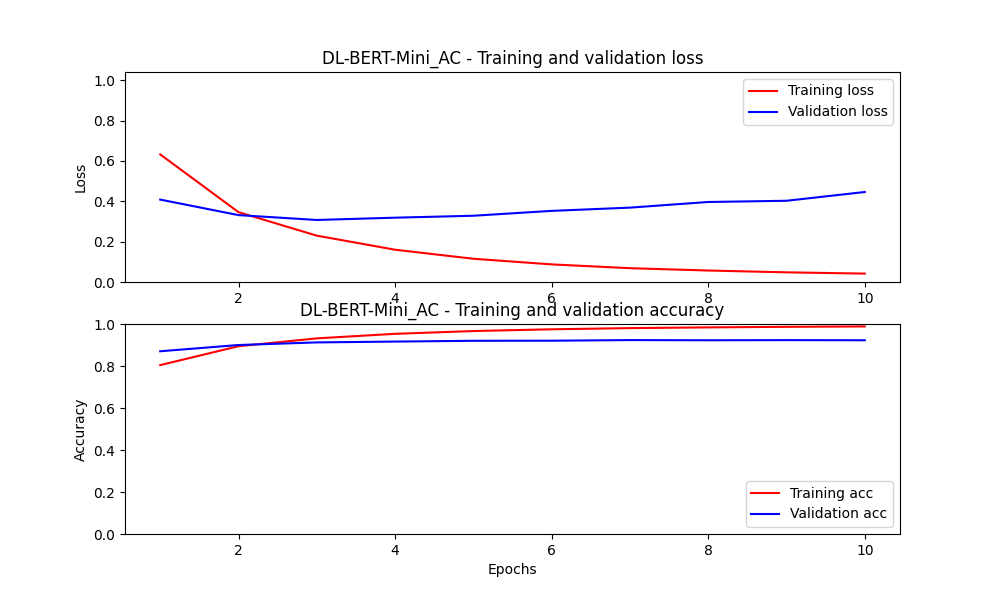 DL-BERT-Mini_AC - Training and validation loss
1.0
0.8
0.6
0.4
0.2
0.0
Loss
Training loss
Validation loss
2 4 6 8 10
DL-BERT-Mini_AC - Training and validation accuracy
1.0
0.8
0.6
0.4
0.2
0.0
Accuracy
Training acc
Validation acc
2 4 6 8 10
Epochs